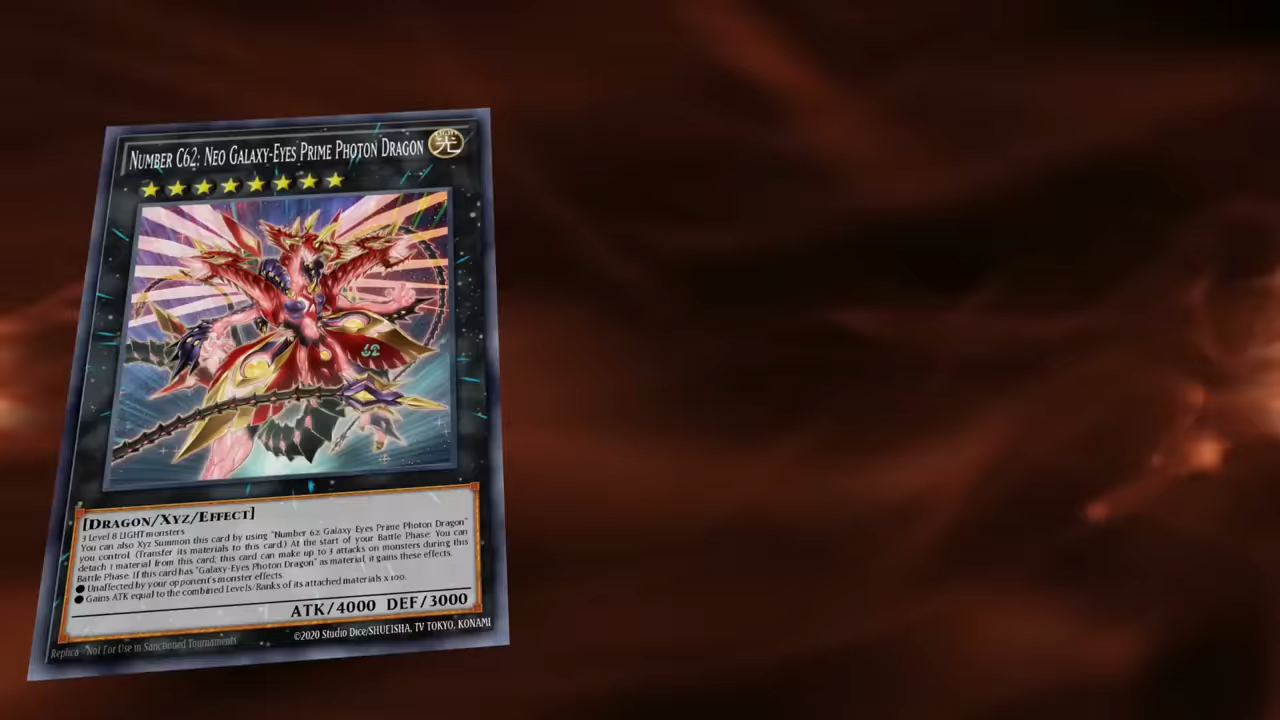 NUMBER C62: NEO GALAXY-EYES PRIME PHOTON DRAGON
LIGHT
光
62
[DRAGON/XYZ/EFFECT]
3 Level 8 LIGHT monsters
You can also Xyz Summon this card by using "Number 62: Galaxy Eyes Prime Photon Dragon"
you control. (Transfer its materials to this card.) At the start of your Battle Phase: You can
detach 1 material from this card; this card can make up to 3 attacks on monsters during this
Battle Phase. If this card has "Galaxy-Eyes Photon Dragon" as material, it gains these effects.
● Unaffected by your opponent's monster effects.
● Gains ATK equal to the combined Levels/Ranks of its attached materials x 100.
ATK/4000 DEF/3000
©2020 Studio Dice/SHUEISHA, TV TOKYO, KONAMI
Replica - Not For Use in Sanctioned Tournaments